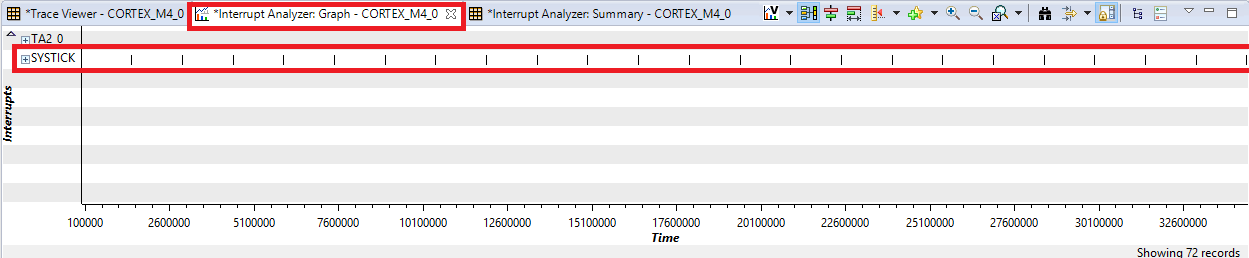 *Trace Viewer - CORTEX_M4_0 *Interrupt Analyzer: Graph - CORTEX_M4_0 *Interrupt Analyzer: Summary - CORTEX_M4_0
TA2_0
SYSTICK
Interrupts
100000 2600000 5100000 7600000 10100000 12600000 15100000 17600000 20100000 22600000 25100000 27600000 30100000 32600000
Time
Showing 72 records